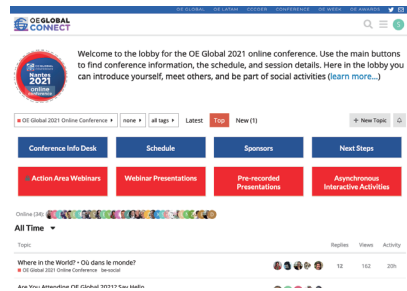 OE GLOBAL OE LATAM CCCOER CONFERENCE OE WEEK OE AWARDS
OEGLOBAL
CONNECT
S
Nantes
2021
online
conference
Welcome to the lobby for the OE Global 2021 online conference. Use the main buttons
to find conference information, the schedule, and session details. Here in the lobby you
can introduce yourself, meet others, and be part of social activities (learn more...)
OE Global 2021 Online Conference none all tags Latest Top New (1) + New Topic
Conference Info Desk Schedule Sponsors Next Steps
Action Area Webinars Webinar Presentations Pre-recorded Presentations Asynchronous Interactive Activities
Online (34)
All Time
Topic Replies Views Activity
Where in the World? • Où dans le monde? 12 162 20h
OE Global 2021 Online Conference be-social
Are You Attending OE Global 2021? Say Hello